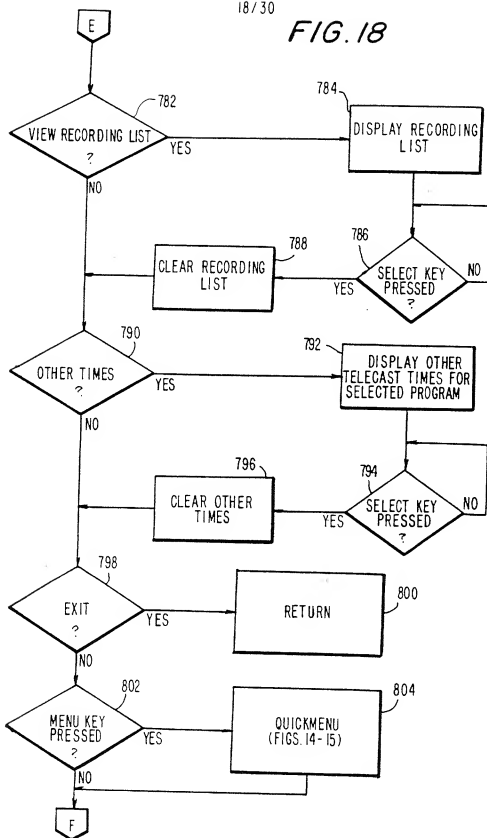 18/30
FIG. 18
E
782
VIEW RECORDING LIST
?
YES
NO
784
DISPLAY RECORDING
LIST
786
SELECT KEY
PRESSED
?
YES
NO
788
CLEAR RECORDING
LIST
790
OTHER TIMES
?
YES
NO
792
DISPLAY OTHER
TELECAST TIMES FOR
SELECTED PROGRAM
794
SELECT KEY
PRESSED
?
YES
NO
796
CLEAR OTHER
TIMES
798
EXIT
?
YES
NO
800
RETURN
802
MENU KEY
PRESSED
?
YES
NO
804
QUICKMENU
(FIGS. 14-15)
F